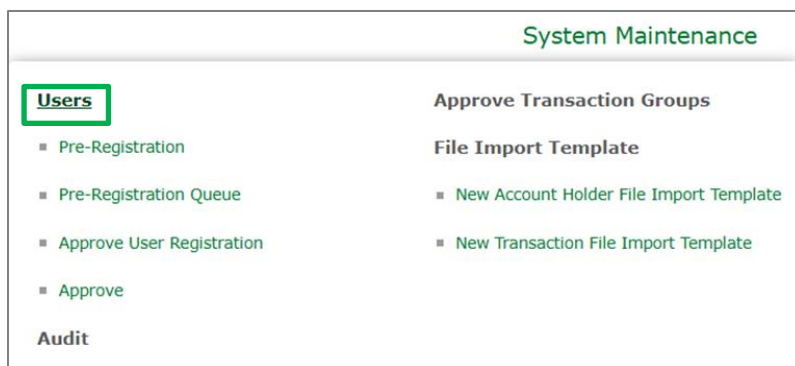 System Maintenance
Users
Pre-Registration
Pre-Registration Queue
Approve User Registration
Approve
Audit
Approve Transaction Groups
File Import Template
New Account Holder File Import Template
New Transaction File Import Template